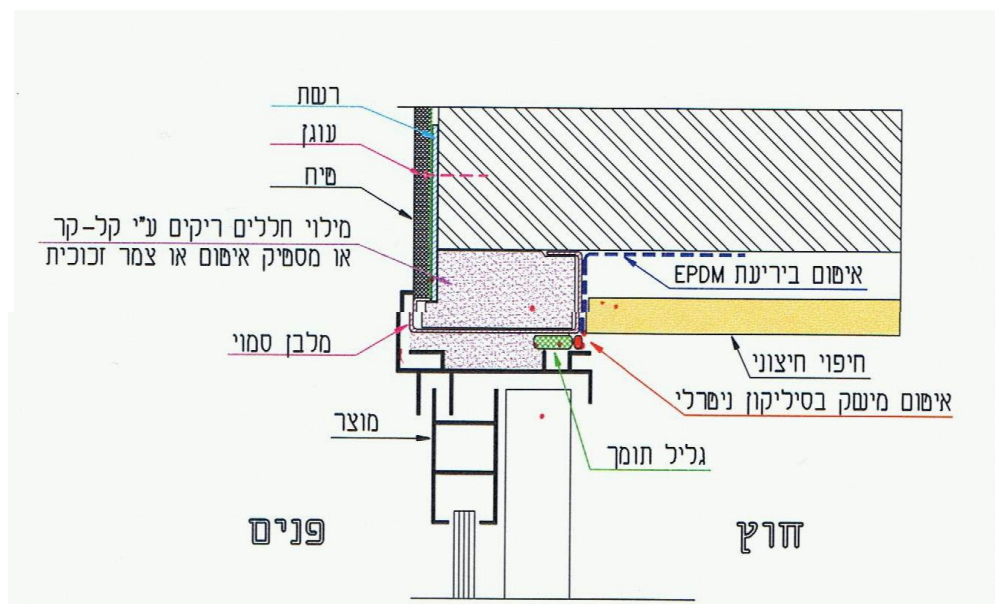 רשת
עוגן
טיח
מילוי חללים ריקים ע"י קל-קר
או מסטיק איטום או צמר זכוכית
איטום ביריעת EPDM
מלבן סמוי
חיפוי חיצוני
איטום מישק בסיליקון ניטרלי
מוצר
גליל תומך
פנים
חוץ